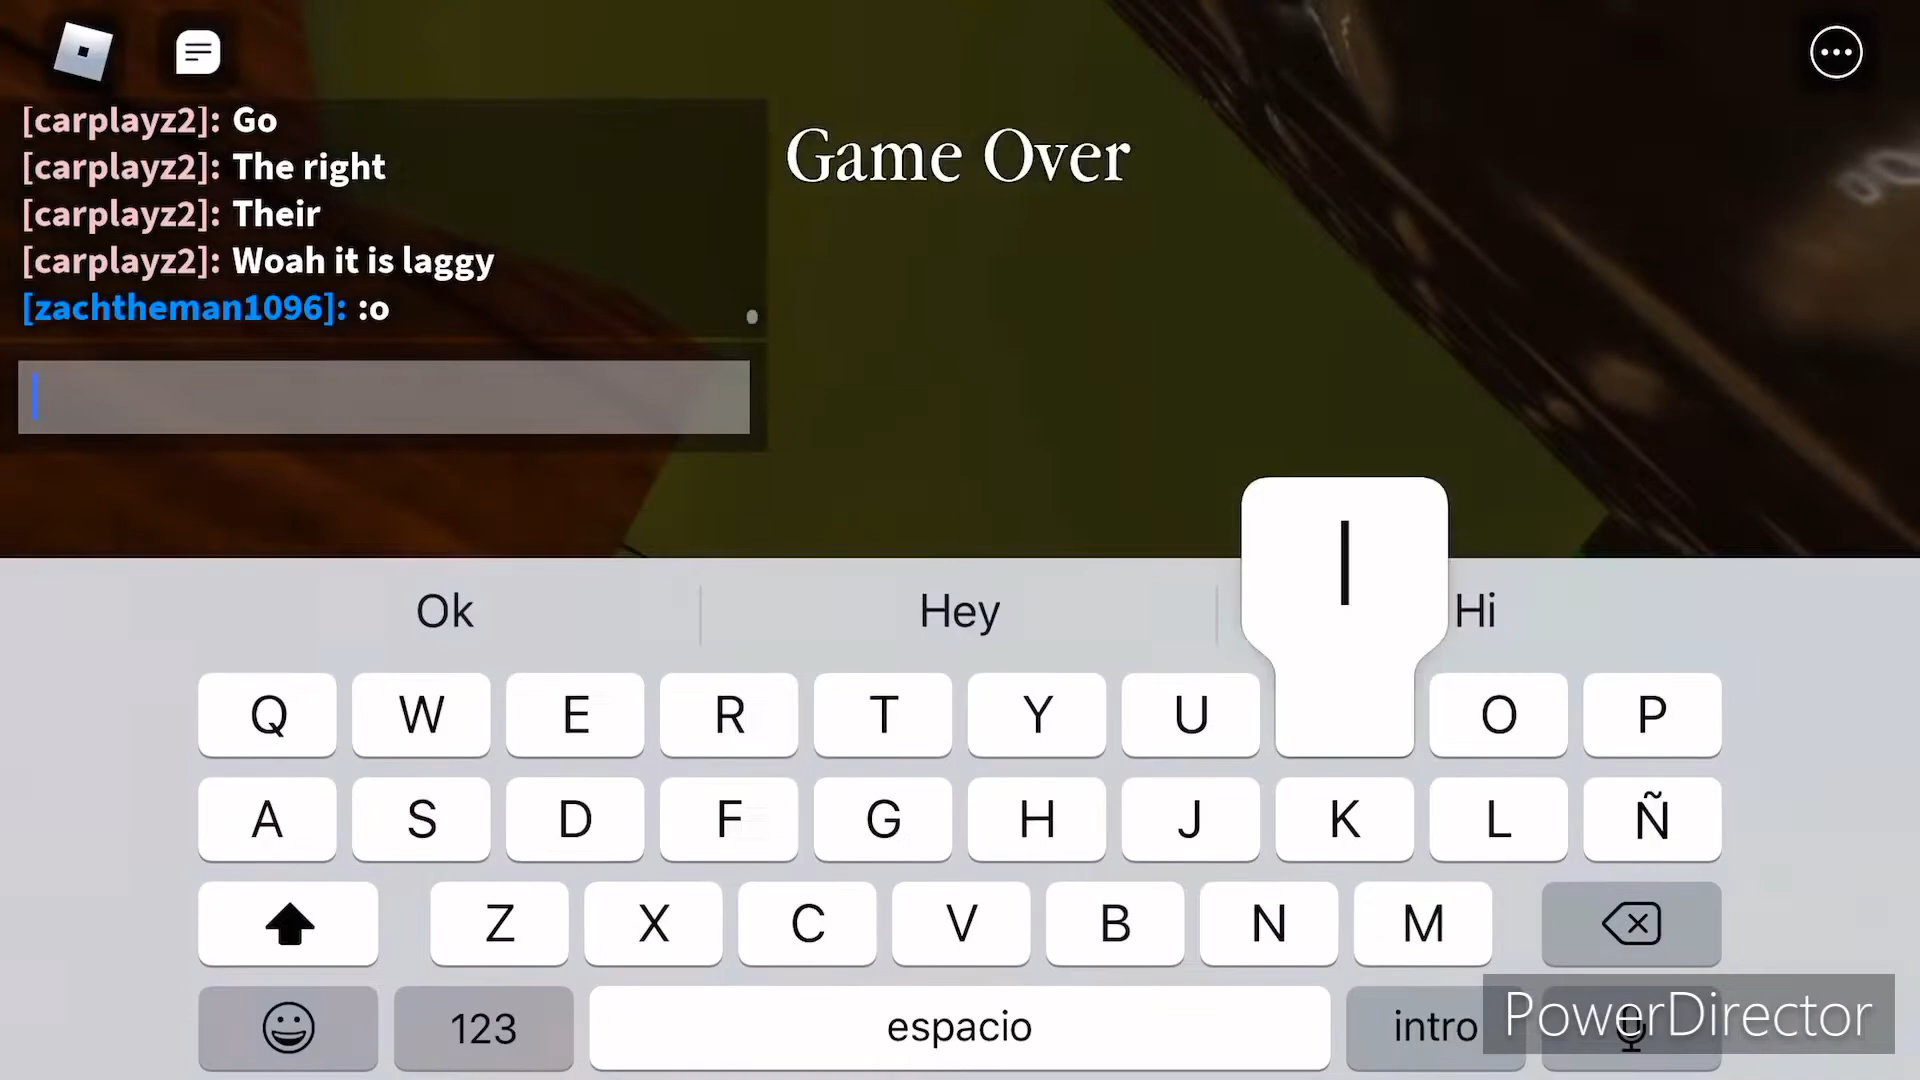 [carplayz2]: Go
[carplayz2]: The right
[carplayz2]: Their
[carplayz2]: Woah it is laggy
[zachtheman1096]: :o
Game Over
Ok Hey Hi
Q W E R T Y U I O P
A S D F G H J K L Ñ
Z X C V B N M
123 espacio intro
PowerDirector